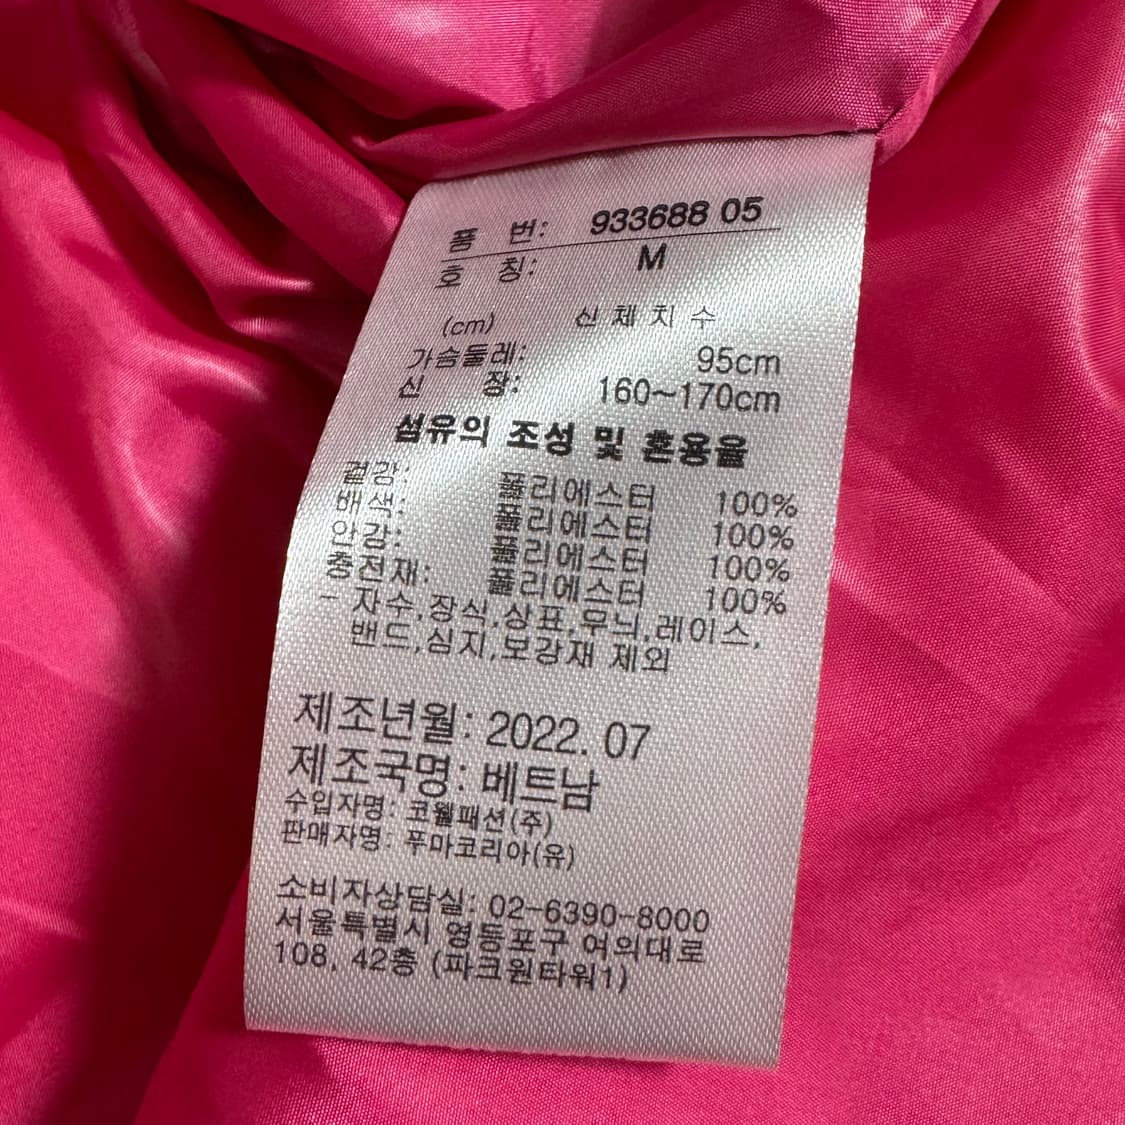 품 번: 933688 05
호 칭: M
(cm) 신 체 치 수
가슴둘레: 95cm
신 장: 160~170cm
섬유의 조성 및 혼용율
겉감: 폴리에스터 100%
배색: 폴리에스터 100%
안감: 폴리에스터 100%
충전재: 폴리에스터 100%
- 자수,장식,상표,무늬,레이스,
밴드,심지,보강재 제외
제조년월: 2022. 07
제조국명: 베트남
수입자명: 코웰패션(주)
판매자명: 푸마코리아(유)
소비자상담실: 02-6390-8000
서울특별시 영등포구 여의대로
108, 42층 (파크원타워1)